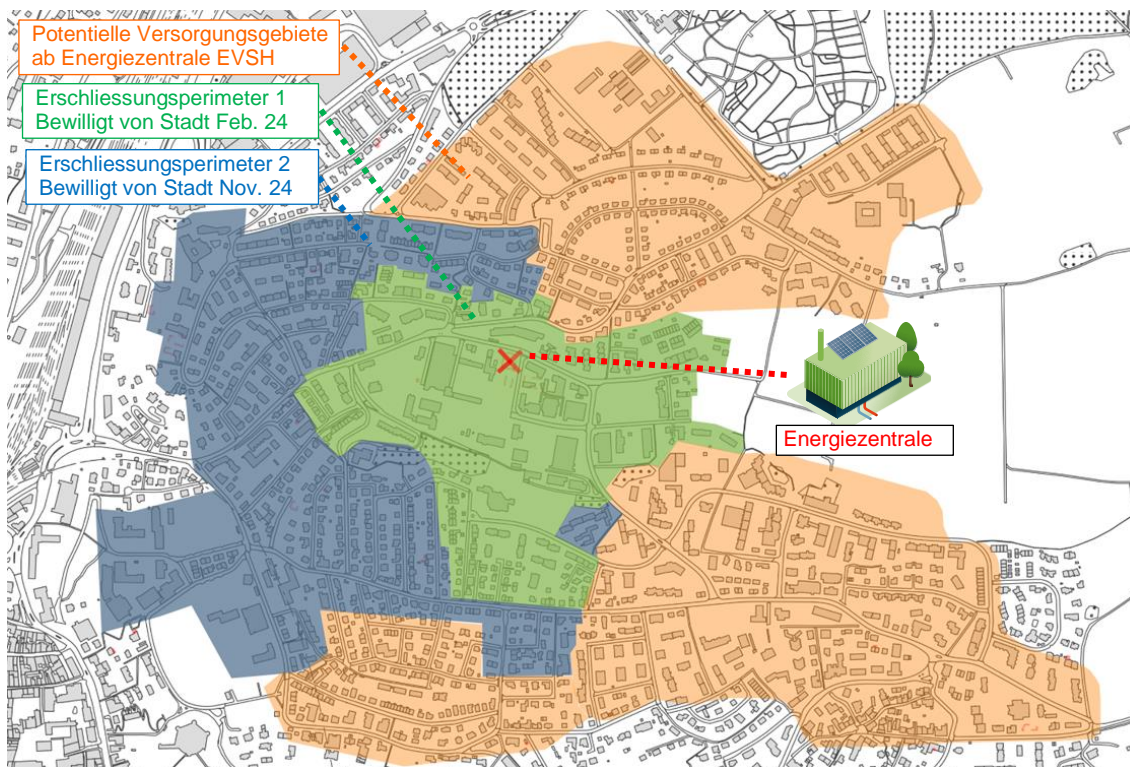 Potentielle Versorgungsgebiete
ab Energiezentrale EVSH
Erschliessungsperimeter 1
Bewilligt von Stadt Feb. 24
Erschliessungsperimeter 2
Bewilligt von Stadt Nov. 24
Energiezentrale